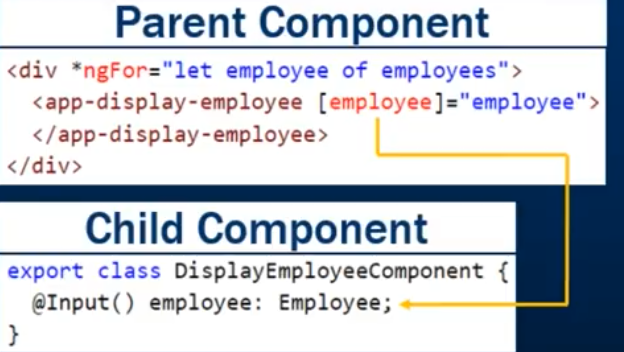 Parent Component
<div *ngFor="let employee of employees">
<app-display-employee [employee]="employee">
</app-display-employee>
</div>
Child Component
export class DisplayEmployeeComponent {
@Input() employee: Employee;
}